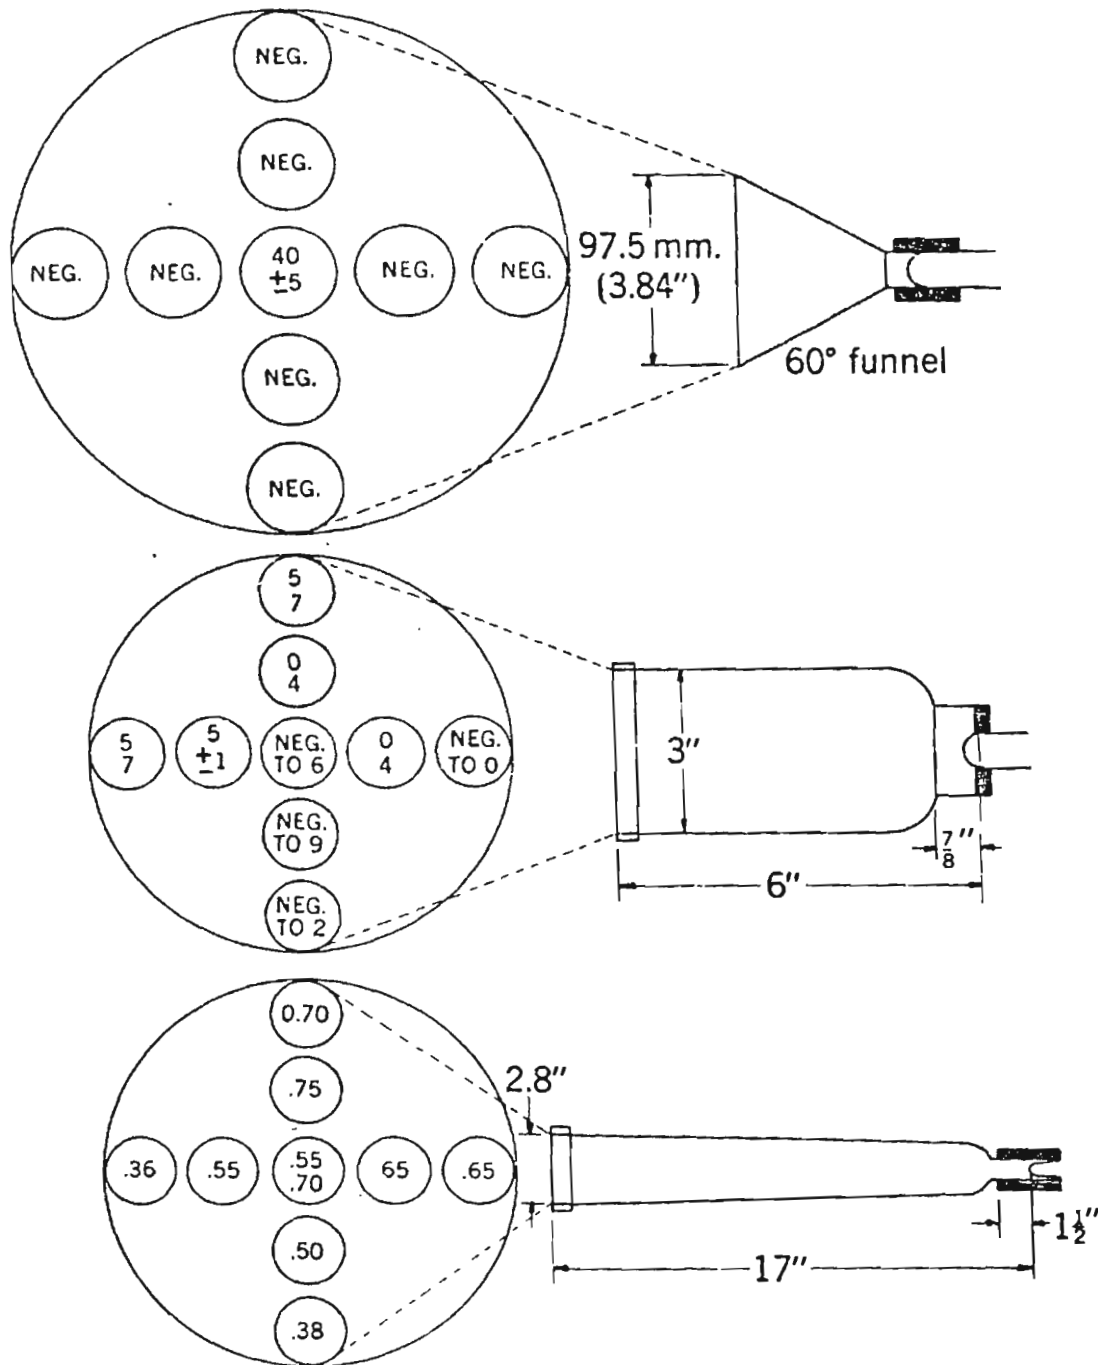 NEG.
NEG.
NEG. NEG. 40 ±5 NEG. NEG.
NEG.
NEG.
97.5 mm.
(3.84")
60° funnel
5
7
0
4
5
7
5
±1
NEG.
TO 6
0
4
NEG.
TO 0
NEG.
TO 9
NEG.
TO 2
3"
7/8"
6"
0.70
.75
.36 .55 .55 .70 65 .65
.50
.38
2.8"
1 1/2"
17"